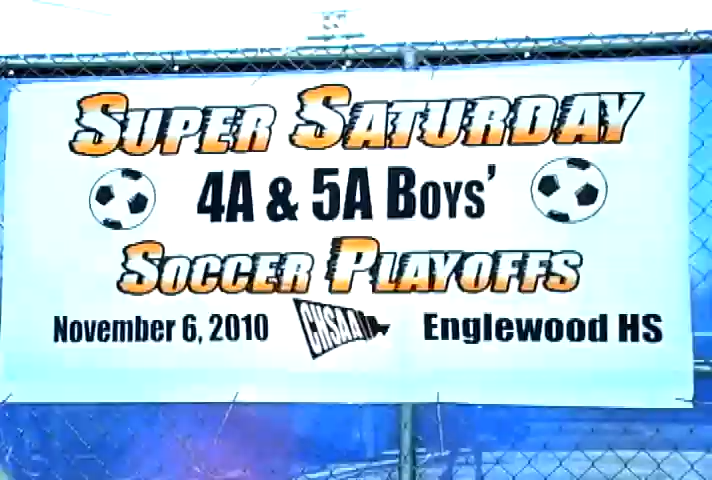 SUPER SATURDAY
4A & 5A BOYS'
SOCCER PLAYOFFS
November 6, 2010 CHSAA Englewood HS